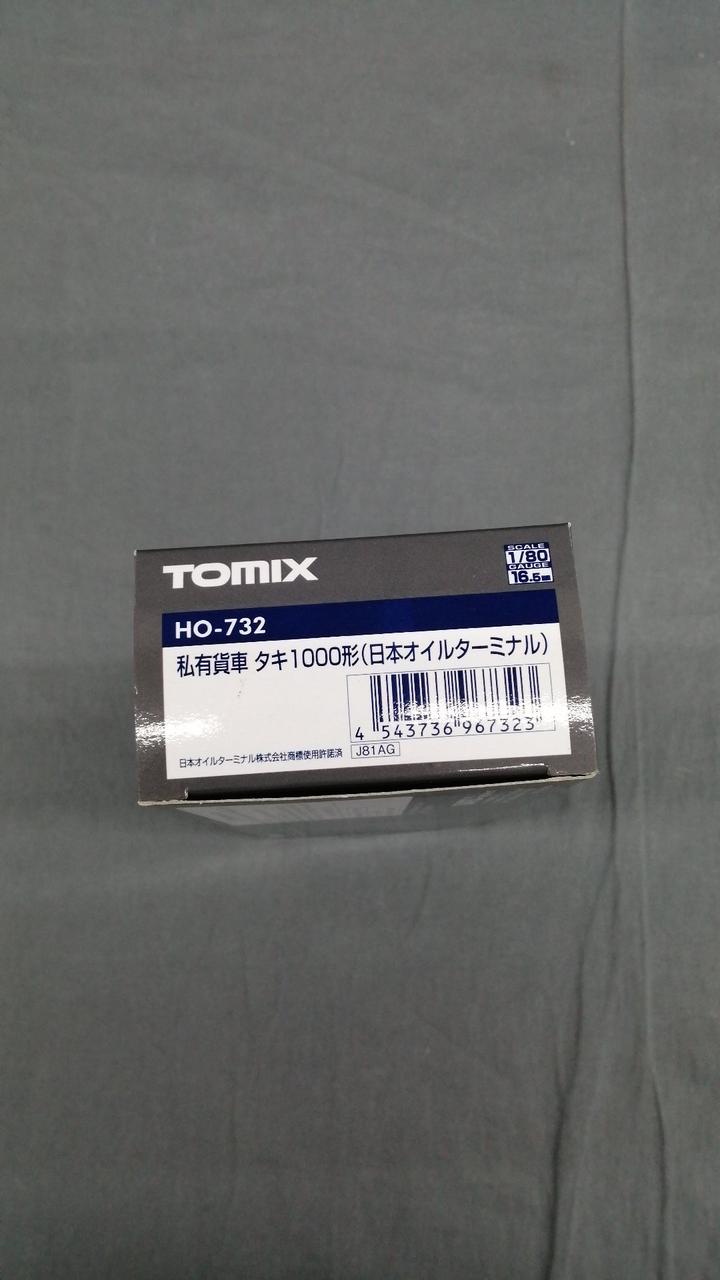 TOMIX
SCALE
1/80
GAUGE
16.5mm
HO-732
私有貨車 タキ1000形(日本オイルターミナル)
4 543736 967323
日本オイルターミナル株式会社商標使用許諾済
J81AG